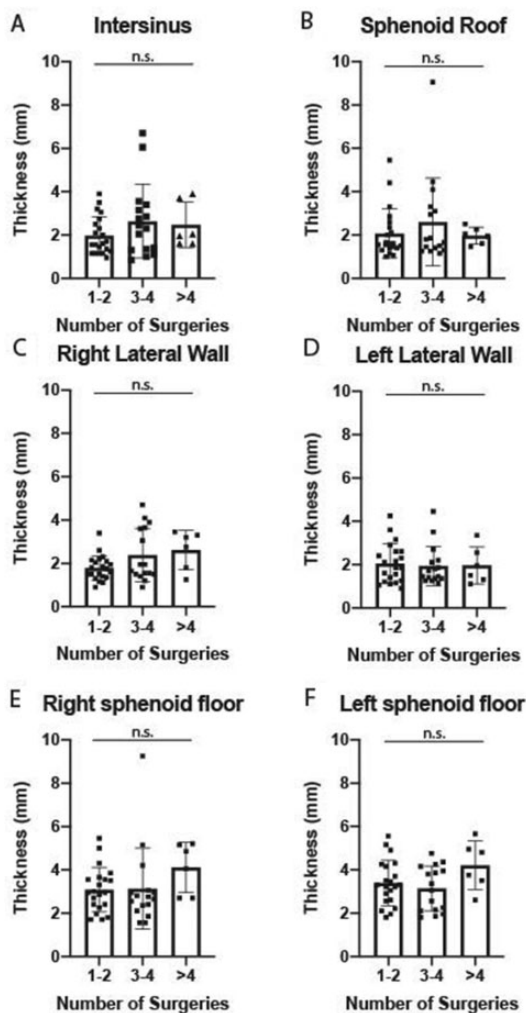 A Intersinus
n.s.
Thickness (mm)
10
8
6
4
2
0
1-2 3-4 >4
Number of Surgeries
B Sphenoid Roof
n.s.
Thickness (mm)
10
8
6
4
2
0
1-2 3-4 >4
Number of Surgeries
C Right Lateral Wall
n.s.
Thickness (mm)
10
8
6
4
2
0
1-2 3-4 >4
Number of Surgeries
D Left Lateral Wall
n.s.
Thickness (mm)
10
8
6
4
2
0
1-2 3-4 >4
Number of Surgeries
E Right sphenoid floor
n.s.
Thickness (mm)
10
8
6
4
2
0
1-2 3-4 >4
Number of Surgeries
F Left sphenoid floor
n.s.
Thickness (mm)
10
8
6
4
2
0
1-2 3-4 >4
Number of Surgeries